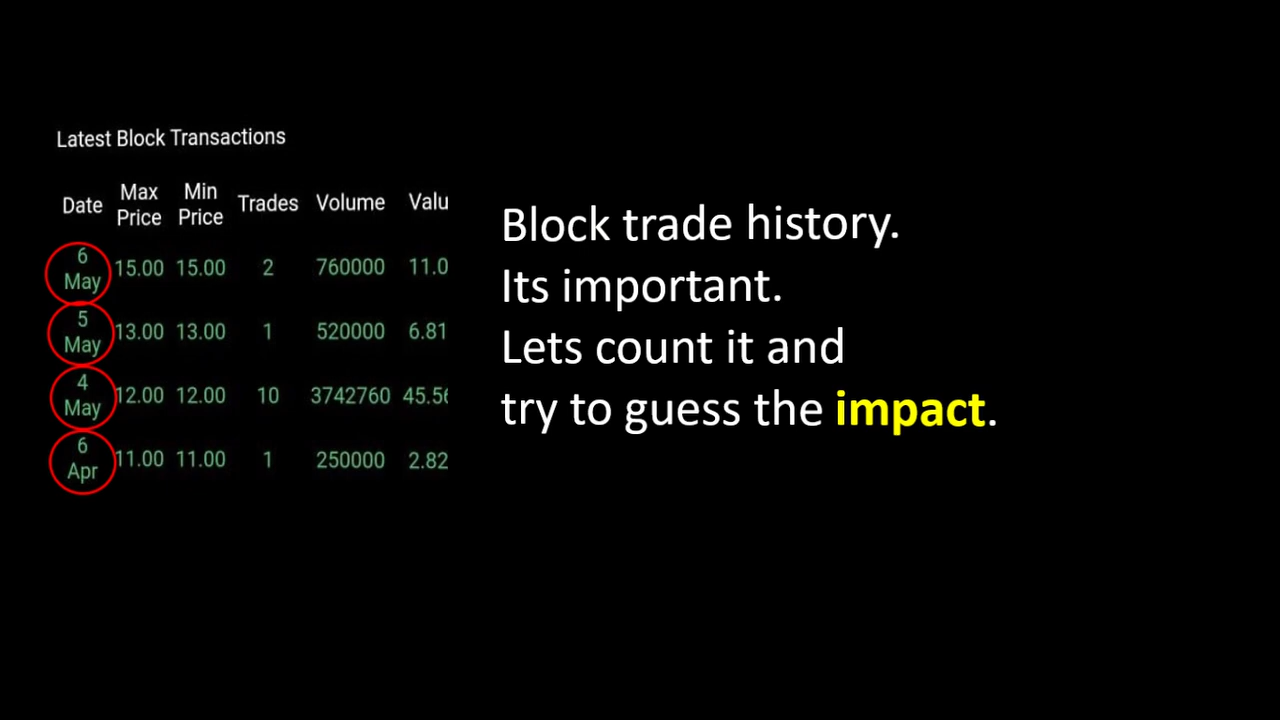 Latest Block Transactions
Date Max Price Min Price Trades Volume Valu
6 May 15.00 15.00 2 760000 11.0
5 May 13.00 13.00 1 520000 6.81
4 May 12.00 12.00 10 3742760 45.56
6 Apr 11.00 11.00 1 250000 2.82
Block trade history.
Its important.
Lets count it and
try to guess the impact.